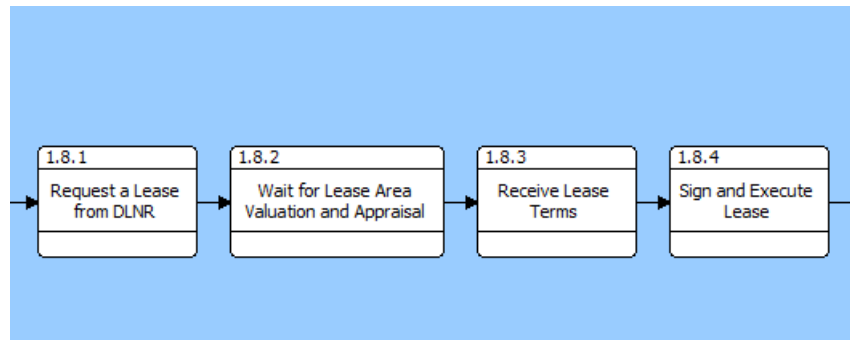 1.8.1
Request a Lease
from DLNR
1.8.2
Wait for Lease Area
Valuation and Appraisal
1.8.3
Receive Lease
Terms
1.8.4
Sign and Execute
Lease